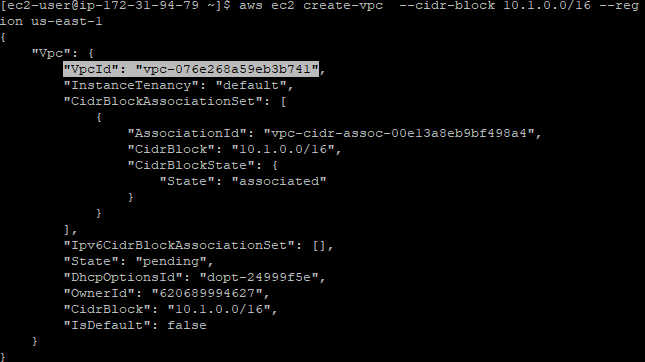 [ec2-user@ip-172-31-94-79 ~]$ aws ec2 create-vpc  --cidr-block 10.1.0.0/16 --reg
ion us-east-1
{
    "Vpc": {
        "VpcId": "vpc-076e268a59eb3b741",
        "InstanceTenancy": "default",
        "CidrBlockAssociationSet": [
            {
                "AssociationId": "vpc-cidr-assoc-00e13a8eb9bf498a4",
                "CidrBlock": "10.1.0.0/16",
                "CidrBlockState": {
                    "State": "associated"
                }
            }
        ],
        "Ipv6CidrBlockAssociationSet": [],
        "State": "pending",
        "DhcpOptionsId": "dopt-24999f5e",
        "OwnerId": "620689994627",
        "CidrBlock": "10.1.0.0/16",
        "IsDefault": false
    }
}